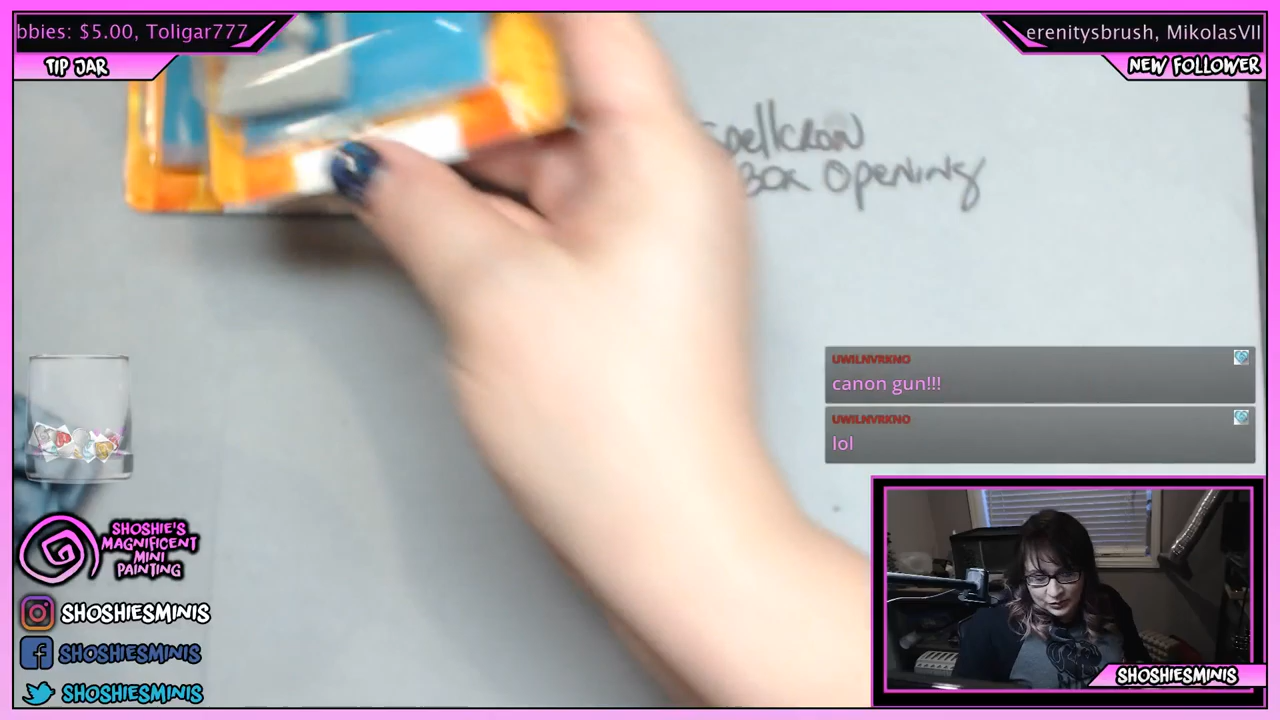 bbies: $5.00, Toligar777
TIP JAR
erenitysbrush, MikolasVII
NEW FOLLOWER
Spellcrow
Box Opening
UWILNVRKNO
canon gun!!!
UWILNVRKNO
lol
SHOSHIE'S
MAGNIFICENT
MINI
PAINTING
SHOSHIESMINIS
SHOSHIESMINIS
SHOSHIESMINIS
SHOSHIESMINIS